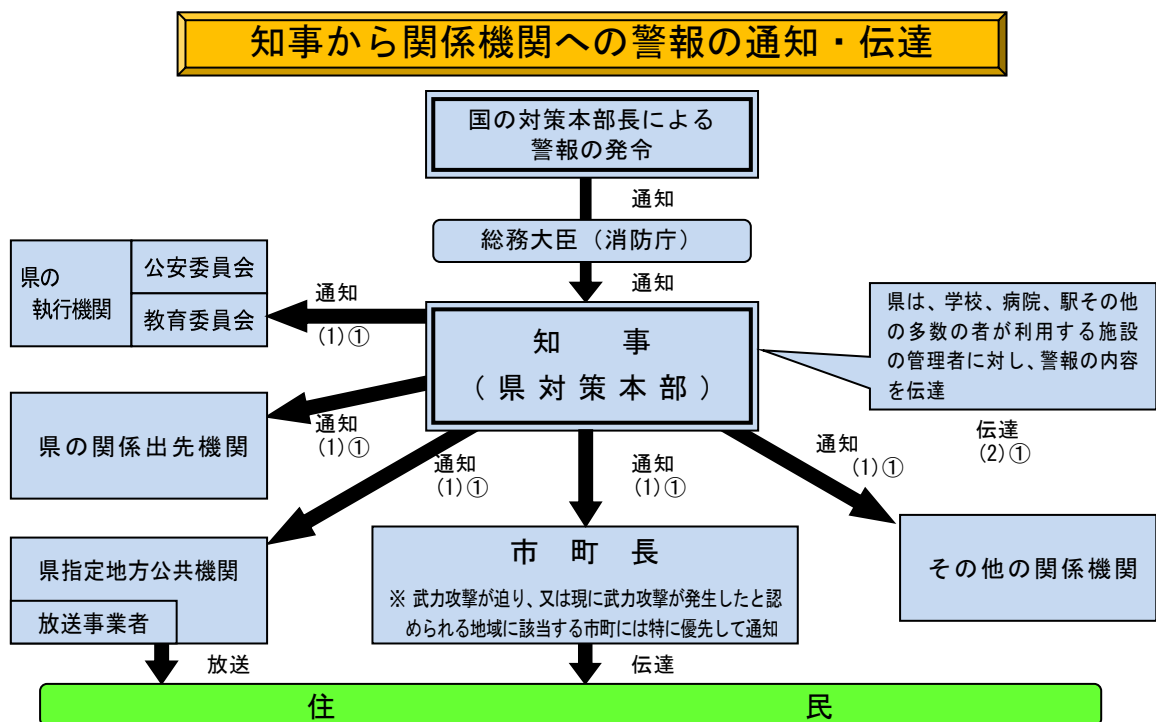 知事から関係機関への警報の通知・伝達
国の対策本部長による
警報の発令
通知
総務大臣（消防庁）
通知
県の
執行機関
公安委員会
教育委員会
通知
(1)①
知　　事
（県対策本部）
県は、学校、病院、駅その他
の多数の者が利用する施設
の管理者に対し、警報の内容
を伝達
伝達
(2)①
県の関係出先機関
通知
(1)①
通知
(1)①
通知
(1)①
通知
(1)①
県指定地方公共機関
放送事業者
市　町　長
※ 武力攻撃が迫り、又は現に武力攻撃が発生したと認
められる地域に該当する市町には特に優先して通知
その他の関係機関
放送
伝達
住　　民